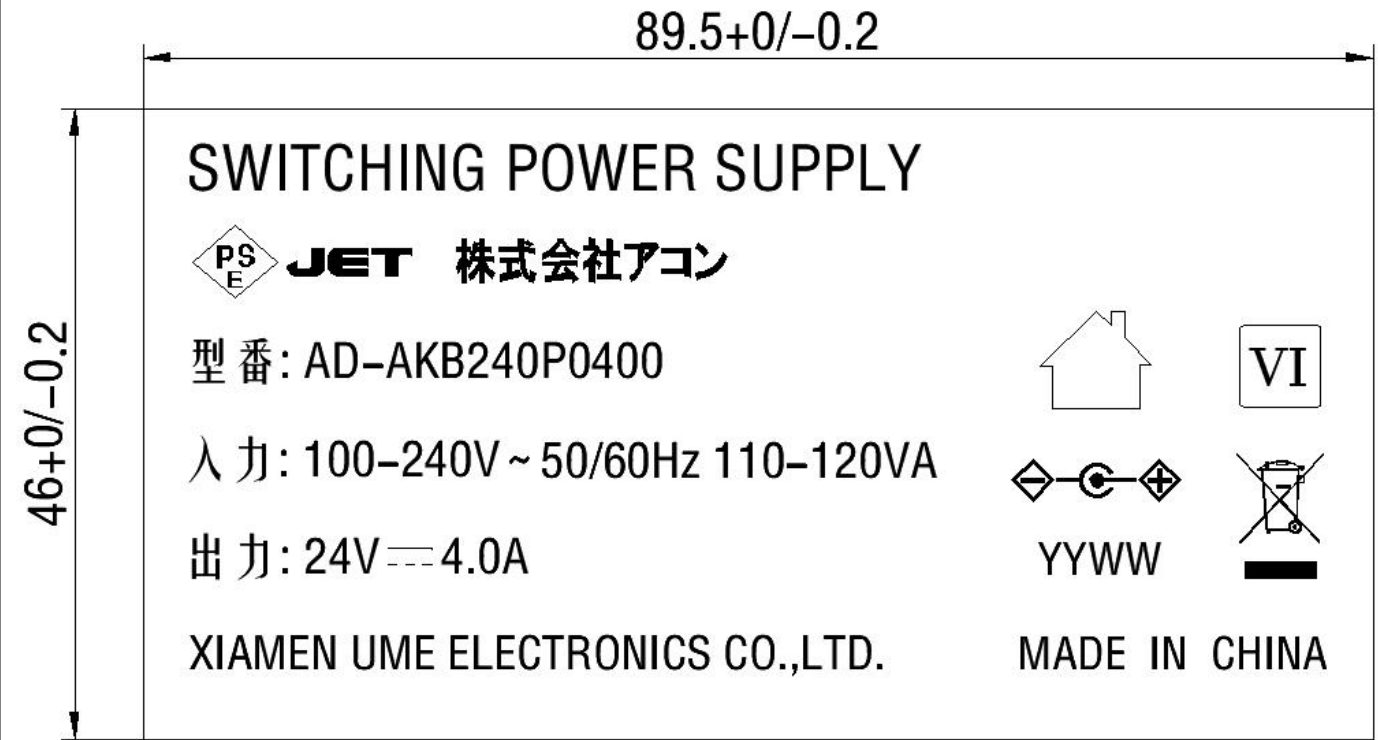 89.5+0/-0.2
46+0/-0.2
SWITCHING POWER SUPPLY
PS
E
JET 株式会社アコン
型番: AD-AKB240P0400
VI
入力: 100-240V~50/60Hz 110-120VA
出力: 24V⎓4.0A
YYWW
XIAMEN UME ELECTRONICS CO.,LTD.
MADE IN CHINA